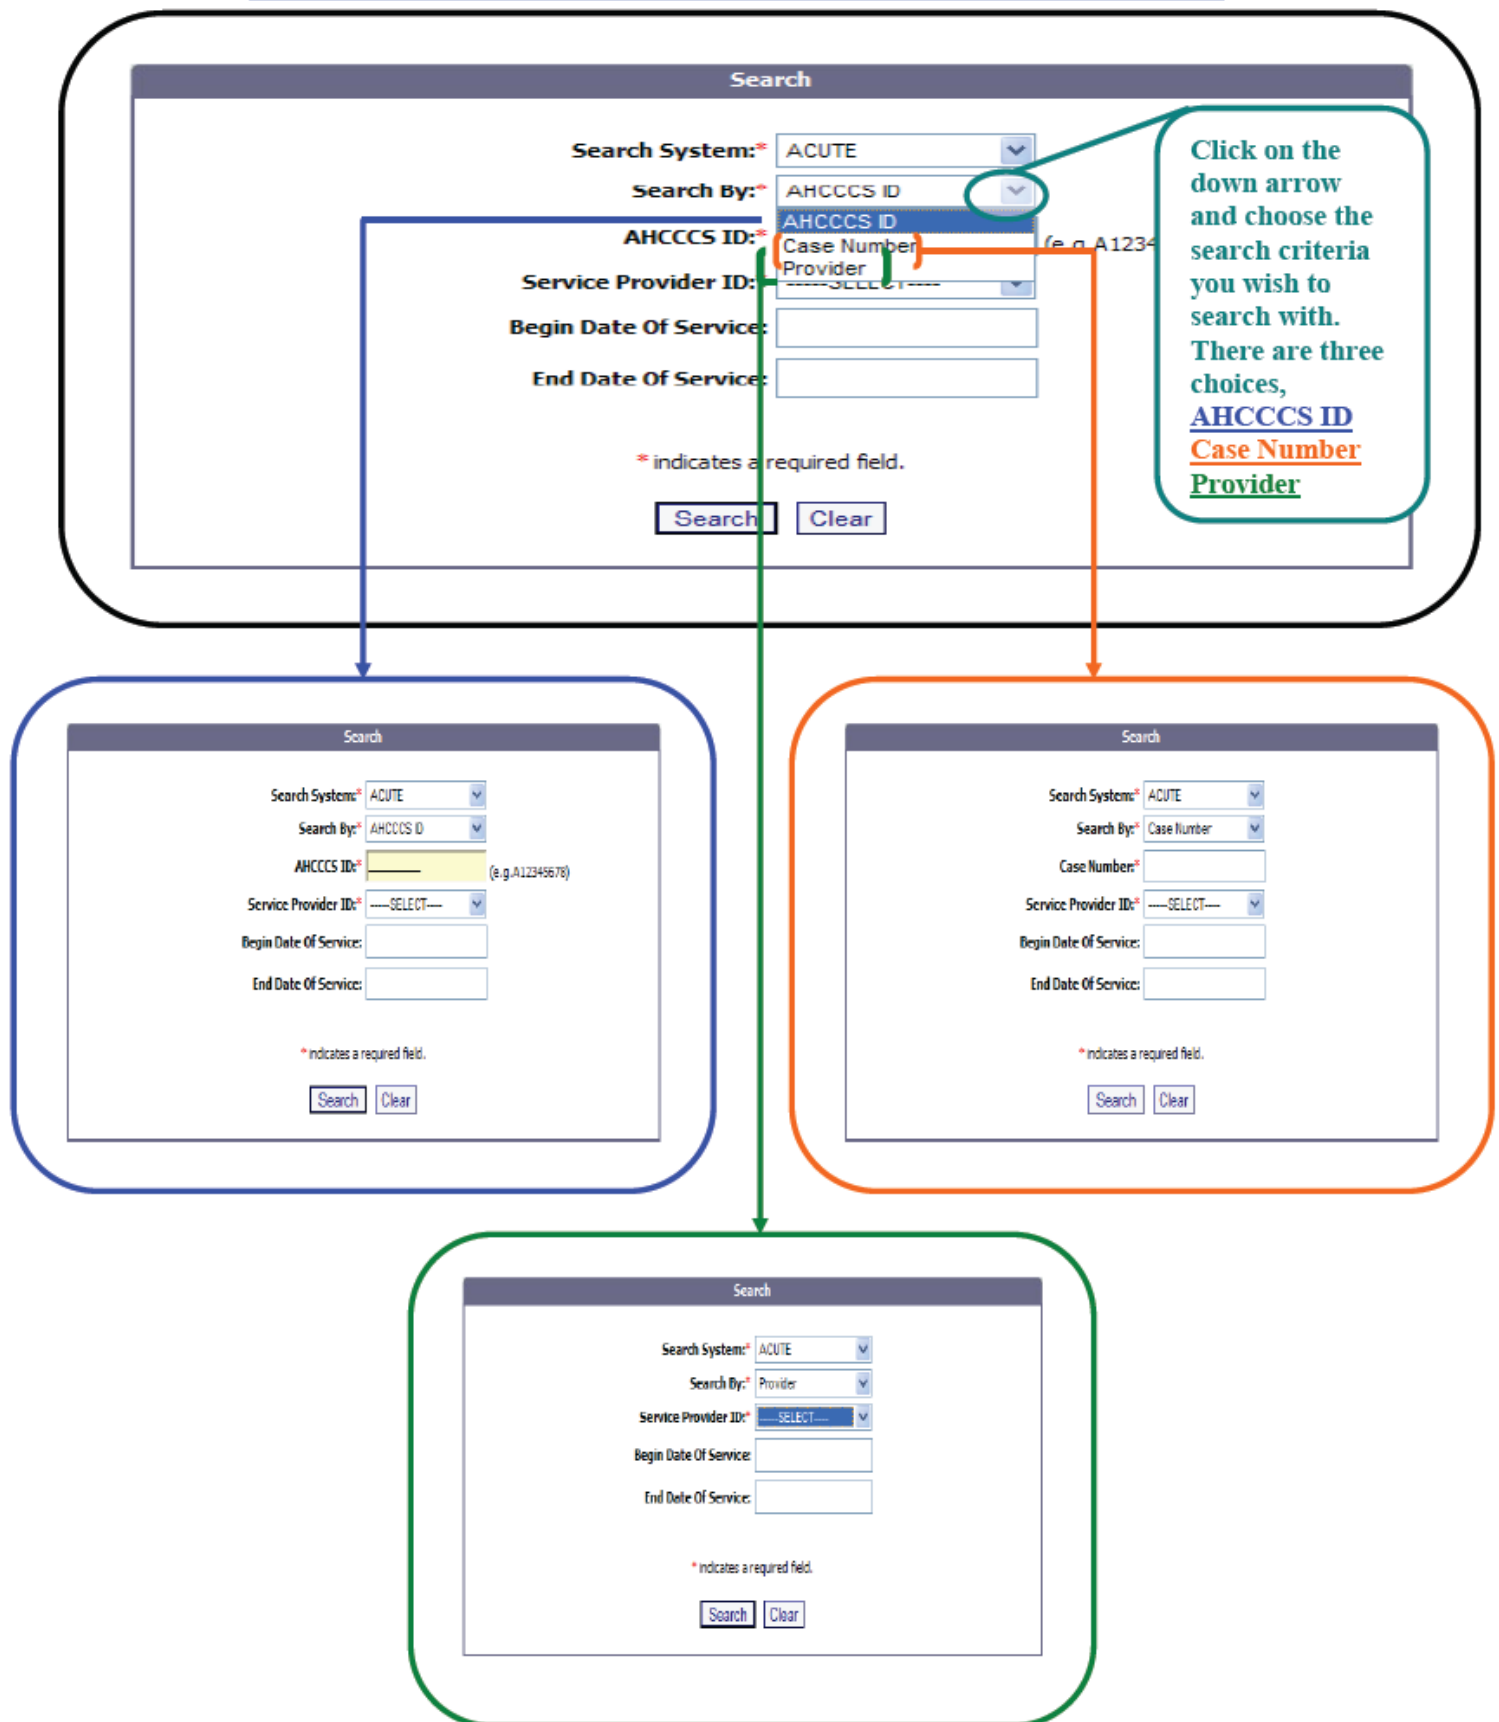 Search
Search System:* ACUTE
Search By:* AHCCCS ID
AHCCCS ID
AHCCCS ID:* Case Number (e.g.A1234
Provider
Service Provider ID:* -----SELECT----
Begin Date Of Service:
End Date Of Service:
* indicates a required field.
Search Clear
Click on the
down arrow
and choose the
search criteria
you wish to
search with.
There are three
choices,
AHCCCS ID
Case Number
Provider
Search
Search System:* ACUTE
Search By:* AHCCCS ID
AHCCCS ID:* (e.g.A12345678)
Service Provider ID:* -----SELECT----
Begin Date Of Service:
End Date Of Service:
* indicates a required field.
Search Clear
Search
Search System:* ACUTE
Search By:* Case Number
Case Number:*
Service Provider ID:* -----SELECT----
Begin Date Of Service:
End Date Of Service:
* indicates a required field.
Search Clear
Search
Search System:* ACUTE
Search By:* Provider
Service Provider ID:* -----SELECT----
Begin Date Of Service:
End Date Of Service:
* indicates a required field.
Search Clear